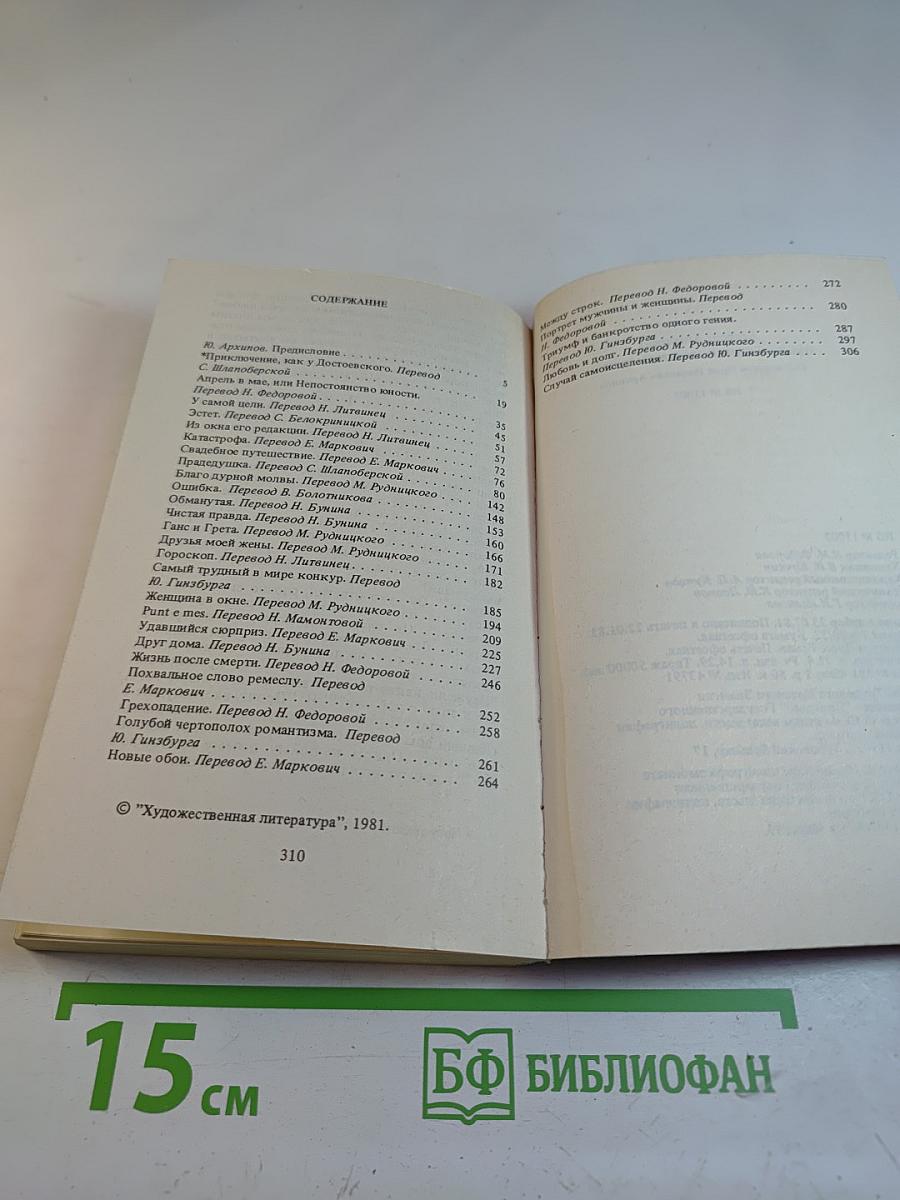 СОДЕРЖАНИЕ
Ю. Архипов. Предисловие . . . . . . . . . . . . 5
*Приключение, как у Достоевского. Перевод
С. Шлапоберской . . . . . . . . . . . . 19
Апрель в мае, или Непостоянство юности.
Перевод Н. Федоровой . . . . . . . . . . . . 35
У самой цели. Перевод Н. Литвинец . . . . . . . . . 45
Эстет. Перевод С. Белокриницкой . . . . . . . . . 51
Из окна его редакции. Перевод Н. Литвинец . . . . . 57
Катастрофа. Перевод Е. Маркович . . . . . . . . . 72
Свадебное путешествие. Перевод Е. Маркович . . . . 76
Прадедушка. Перевод С. Шлапоберской . . . . . . . 80
Благо дурной молвы. Перевод М. Рудницкого . . . . 142
Ошибка. Перевод В. Болотникова . . . . . . . . . 148
Обманутая. Перевод Н. Бунина . . . . . . . . . 153
Чистая правда. Перевод Н. Бунина . . . . . . . . . 160
Ганс и Грета. Перевод М. Рудницкого . . . . . . . 166
Друзья моей жены. Перевод М. Рудницкого . . . . . 171
Гороскоп. Перевод Н. Литвинец . . . . . . . . . 182
Самый трудный в мире конкур. Перевод
Ю. Гинзбурга . . . . . . . . . . . . 185
Женщина в окне. Перевод М. Рудницкого . . . . . . 194
Punt e mes. Перевод Н. Мамонтовой . . . . . . . 209
Удавшийся сюрприз. Перевод Е. Маркович . . . . . 225
Друг дома. Перевод Н. Бунина . . . . . . . . . 227
Жизнь после смерти. Перевод Н. Федоровой . . . . 246
Похвальное слово ремеслу. Перевод
Е. Маркович . . . . . . . . . . . . 252
Грехопадение. Перевод Н. Федоровой . . . . . . . 258
Голубой чертополох романтизма. Перевод
Ю. Гинзбурга . . . . . . . . . . . . 261
Новые обои. Перевод Е. Маркович . . . . . . . . 264
© "Художественная литература", 1981.
310
Между строк. Перевод Н. Федоровой . . . . . . . . . 272
Портрет мужчины и женщины. Перевод
Н. Федоровой . . . . . . . . . . . . 280
Триумф и банкротство одного гения.
Перевод Ю. Гинзбурга . . . . . . . . . . . . 287
Любовь и долг. Перевод М. Рудницкого . . . . . . . 297
Случай самоисцеления. Перевод Ю. Гинзбурга . . . . 306
15 см
БФ БИБЛИОФАН